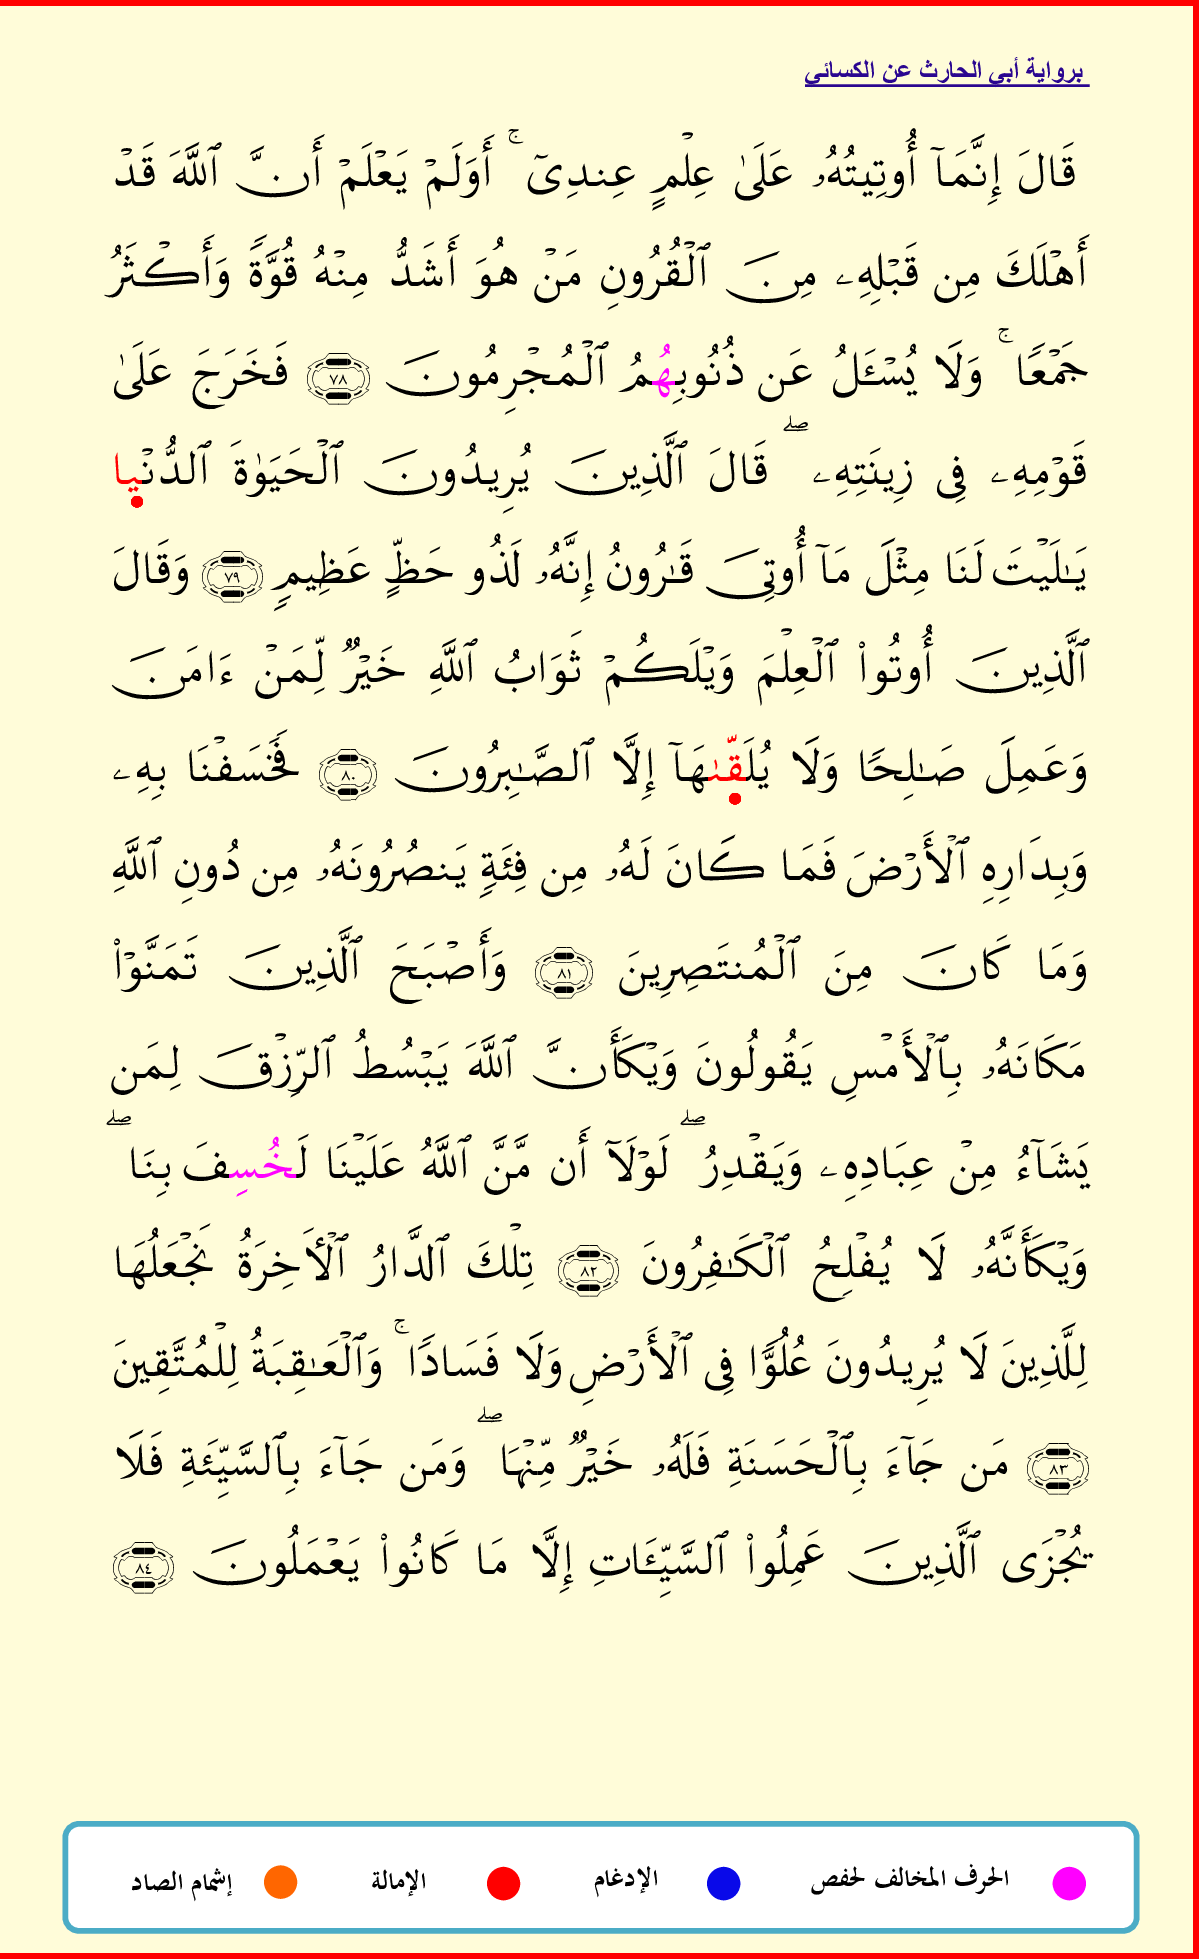 برواية أبي الحارث عن الكسائي
قَالَ إِنَّمَآ أُوتِيتُهُۥ عَلَىٰ عِلۡمٍ عِندِيٓۚ أَوَلَمۡ يَعۡلَمۡ أَنَّ ٱللَّهَ قَدۡ
أَهۡلَكَ مِن قَبۡلِهِۦ مِنَ ٱلۡقُرُونِ مَنۡ هُوَ أَشَدُّ مِنۡهُ قُوَّةً وَأَكۡثَرُ
جَمۡعًاۚ وَلَا يُسۡـَٔلُ عَن ذُنُوبِهُمُ ٱلۡمُجۡرِمُونَ ٧٨ فَخَرَجَ عَلَىٰ
قَوۡمِهِۦ فِي زِينَتِهِۦۖ قَالَ ٱلَّذِينَ يُرِيدُونَ ٱلۡحَيَوٰةَ ٱلدُّنۡيا
يَٰلَيۡتَ لَنَا مِثۡلَ مَآ أُوتِيَ قَٰرُونُ إِنَّهُۥ لَذُو حَظٍّ عَظِيمٍ ٧٩ وَقَالَ
ٱلَّذِينَ أُوتُواْ ٱلۡعِلۡمَ وَيۡلَكُمۡ ثَوَابُ ٱللَّهِ خَيۡرٌ لِّمَنۡ ءَامَنَ
وَعَمِلَ صَٰلِحًا وَلَا يُلَقّىٰهَآ إِلَّا ٱلصَّٰبِرُونَ ٨٠ فَخَسَفۡنَا بِهِۦ
وَبِدَارِهِ ٱلۡأَرۡضَ فَمَا كَانَ لَهُۥ مِن فِئَةٍ يَنصُرُونَهُۥ مِن دُونِ ٱللَّهِ
وَمَا كَانَ مِنَ ٱلۡمُنتَصِرِينَ ٨١ وَأَصۡبَحَ ٱلَّذِينَ تَمَنَّوۡاْ
مَكَانَهُۥ بِٱلۡأَمۡسِ يَقُولُونَ وَيۡكَأَنَّ ٱللَّهَ يَبۡسُطُ ٱلرِّزۡقَ لِمَن
يَشَآءُ مِنۡ عِبَادِهِۦ وَيَقۡدِرُۖ لَوۡلَآ أَن مَّنَّ ٱللَّهُ عَلَيۡنَا لَخُسِفَ بِنَاۖ
وَيۡكَأَنَّهُۥ لَا يُفۡلِحُ ٱلۡكَٰفِرُونَ ٨٢ تِلۡكَ ٱلدَّارُ ٱلۡأٓخِرَةُ نَجۡعَلُهَا
لِلَّذِينَ لَا يُرِيدُونَ عُلُوًّا فِي ٱلۡأَرۡضِ وَلَا فَسَادًاۚ وَٱلۡعَٰقِبَةُ لِلۡمُتَّقِينَ
٨٣ مَن جَآءَ بِٱلۡحَسَنَةِ فَلَهُۥ خَيۡرٌ مِّنۡهَاۖ وَمَن جَآءَ بِٱلسَّيِّئَةِ فَلَا
يُجۡزَى ٱلَّذِينَ عَمِلُواْ ٱلسَّيِّـَٔاتِ إِلَّا مَا كَانُواْ يَعۡمَلُونَ ٨٤
الحرف المخالف لحفص الإدغام الإمالة إشمام الصاد